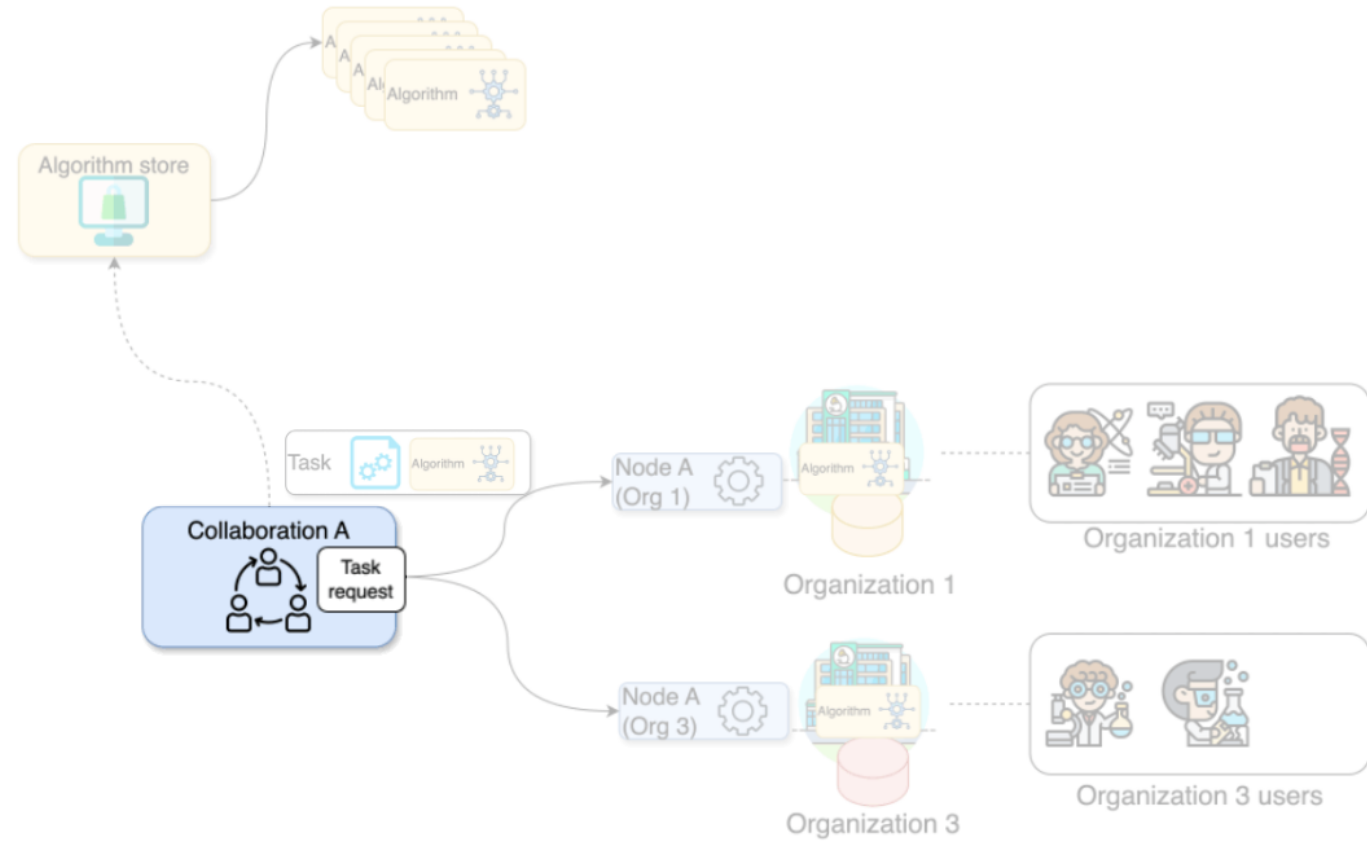 A
A
A
Al
Algorithm
Algorithm store
Task
Algorithm
Node A
(Org 1)
Algorithm
Organization 1
Organization 1 users
Collaboration A
Task
request
Node A
(Org 3)
Algorithm
Organization 3
Organization 3 users